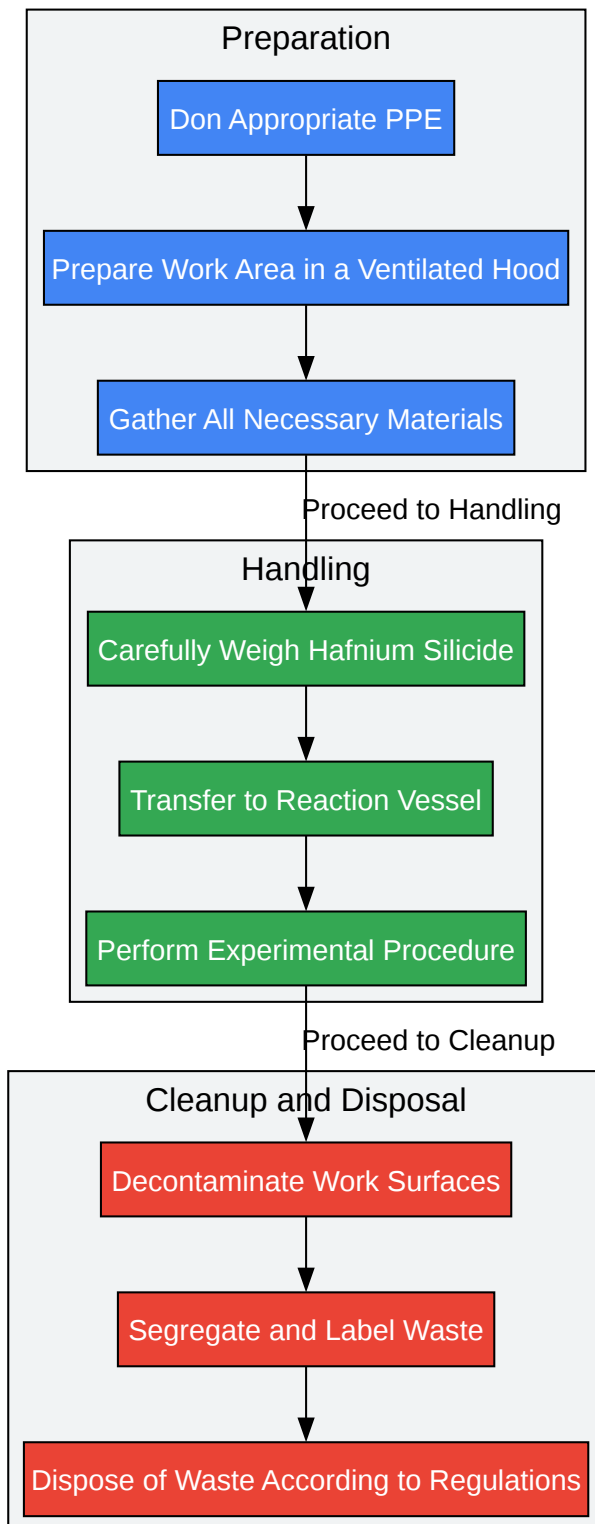 Preparation
Don Appropriate PPE
Prepare Work Area in a Ventilated Hood
Gather All Necessary Materials
Proceed to Handling
Handling
Carefully Weigh Hafnium Silicide
Transfer to Reaction Vessel
Perform Experimental Procedure
Proceed to Cleanup
Cleanup and Disposal
Decontaminate Work Surfaces
Segregate and Label Waste
Dispose of Waste According to Regulations